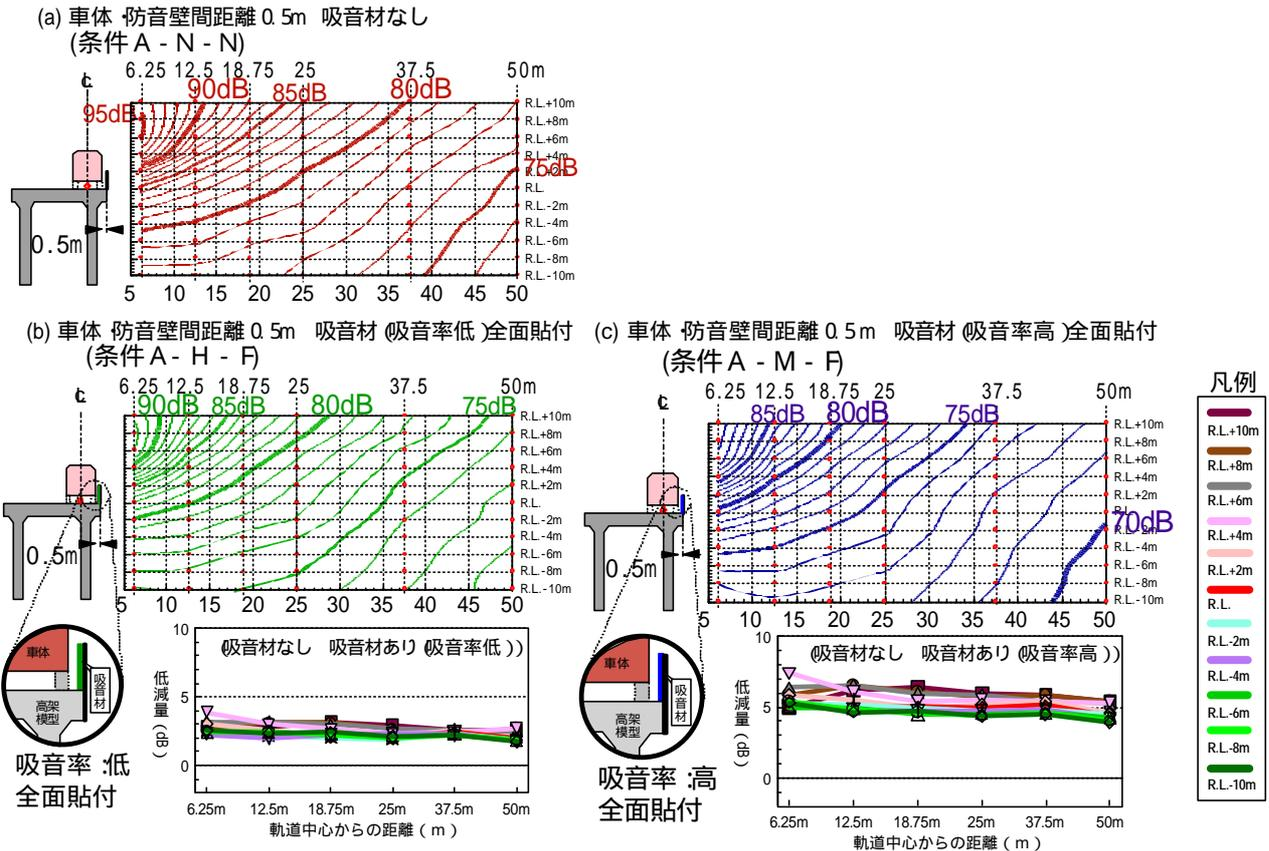 (a) 車体・防音壁間距離0.5m 吸音材なし
(条件A-N-N)
6.25 12.5 18.75 25 37.5 50m
℄
95dB 90dB 85dB 80dB
75dB
R.L.+10m
R.L.+8m
R.L.+6m
R.L.+4m
R.L.+2m
R.L.
R.L.-2m
R.L.-4m
R.L.-6m
R.L.-8m
R.L.-10m
0.5m
5 10 15 20 25 30 35 40 45 50
(b) 車体・防音壁間距離0.5m 吸音材(吸音率低)全面貼付
(条件A-H-F)
6.25 12.5 18.75 25 37.5 50m
℄
90dB 85dB 80dB 75dB
R.L.+10m
R.L.+8m
R.L.+6m
R.L.+4m
R.L.+2m
R.L.
R.L.-2m
R.L.-4m
R.L.-6m
R.L.-8m
R.L.-10m
0.5m
5 10 15 20 25 30 35 40 45 50
車体
吸音材
高架
模型
吸音率:低
全面貼付
(吸音材なし 吸音材あり(吸音率低))
低減量(dB)
10
5
0
6.25m 12.5m 18.75m 25m 37.5m 50m
軌道中心からの距離(m)
(c) 車体・防音壁間距離0.5m 吸音材(吸音率高)全面貼付
(条件A-M-F)
6.25 12.5 18.75 25 37.5 50m
℄
85dB 80dB 75dB
70dB
R.L.+10m
R.L.+8m
R.L.+6m
R.L.+4m
R.L.+2m
R.L.
R.L.-2m
R.L.-4m
R.L.-6m
R.L.-8m
R.L.-10m
0.5m
5 10 15 20 25 30 35 40 45 50
車体
吸音材
高架
模型
吸音率:高
全面貼付
(吸音材なし 吸音材あり(吸音率高))
低減量(dB)
10
5
0
6.25m 12.5m 18.75m 25m 37.5m 50m
軌道中心からの距離(m)
凡例
R.L.+10m
R.L.+8m
R.L.+6m
R.L.+4m
R.L.+2m
R.L.
R.L.-2m
R.L.-4m
R.L.-6m
R.L.-8m
R.L.-10m